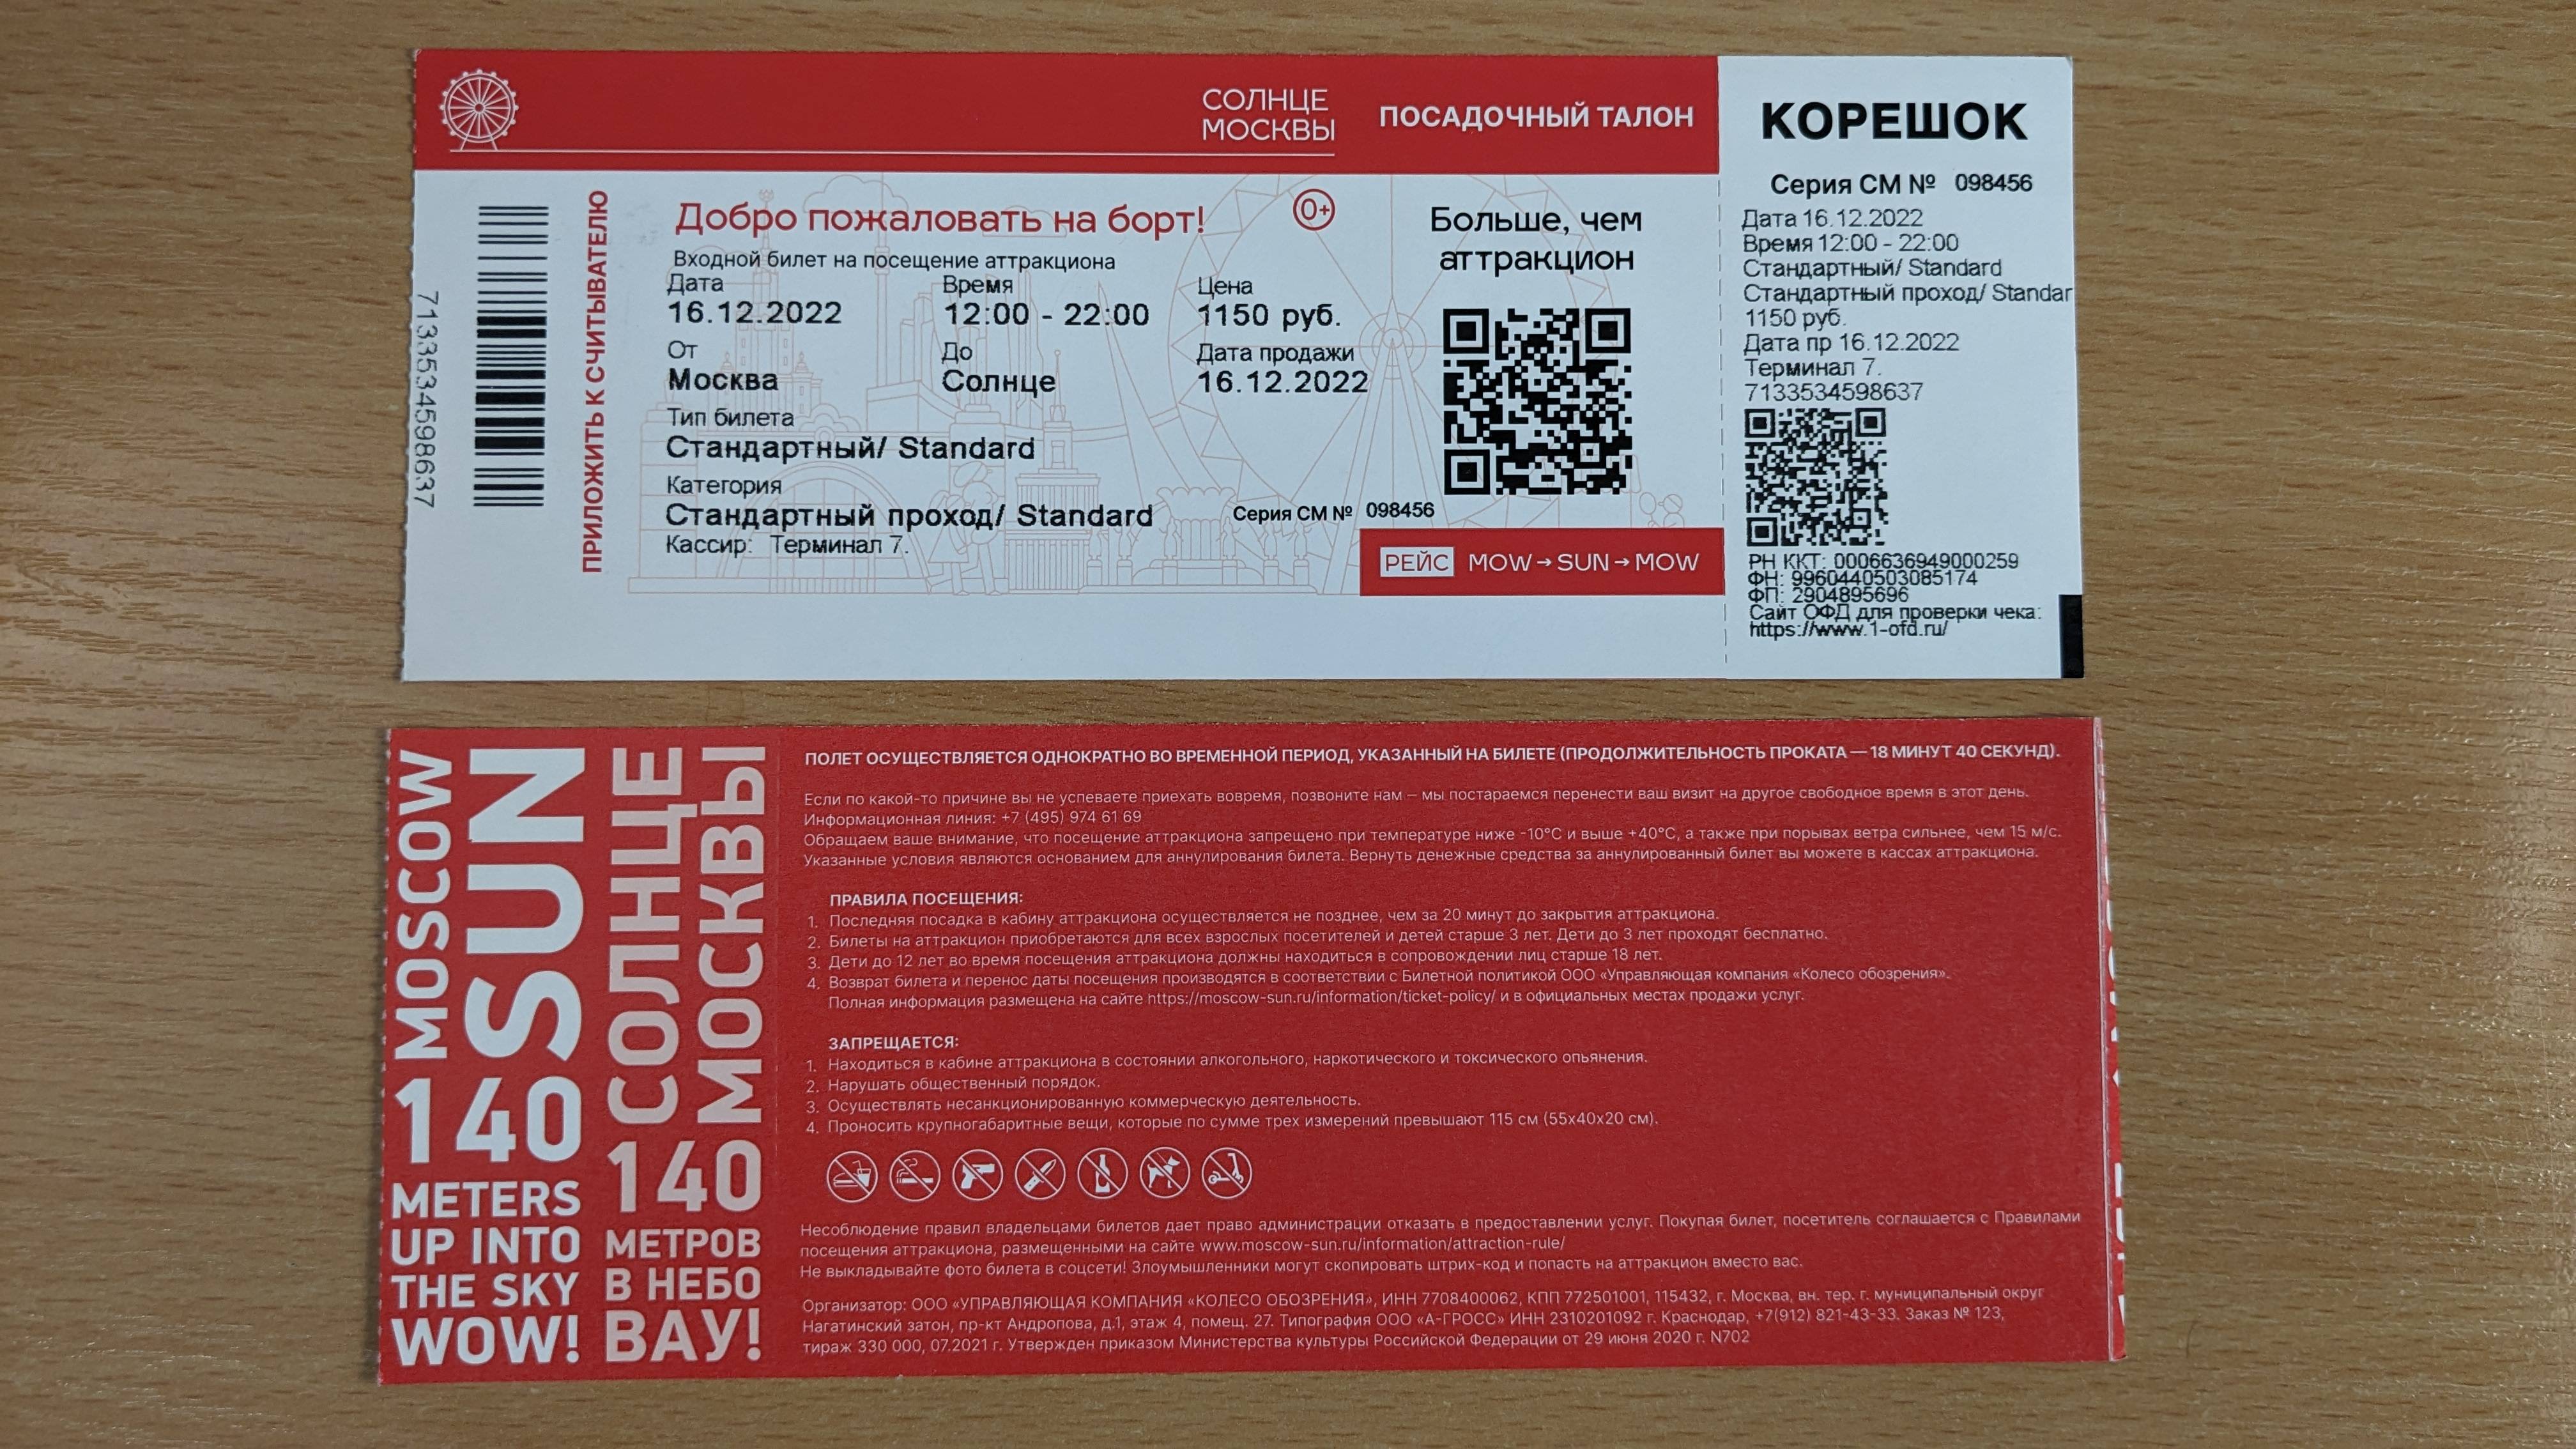 СОЛНЦЕ
МОСКВЫ
ПОСАДОЧНЫЙ ТАЛОН
7133534598637
ПРИЛОЖИТЬ К СЧИТЫВАТЕЛЮ
Добро пожаловать на борт!
0+
Входной билет на посещение аттракциона
Дата Время Цена
16.12.2022 12:00 - 22:00 1150 руб.
От До Дата продажи
Москва Солнце 16.12.2022
Тип билета
Стандартный/ Standard
Категория
Стандартный проход/ Standard
Кассир: Терминал 7.
Серия СМ № 098456
Больше, чем
аттракцион
РЕЙС MOW→SUN→MOW
КОРЕШОК
Серия СМ № 098456
Дата 16.12.2022
Время 12:00 - 22:00
Стандартный/ Standard
Стандартный проход/ Standar
1150 руб.
Дата пр 16.12.2022
Терминал 7.
7133534598637
РН ККТ: 0006636949000259
ФН: 9960440503085174
ФП: 2904895696
Сайт ОФД для проверки чека:
https://www.1-ofd.ru/
MOSCOW
SUN
140
METERS
UP INTO
THE SKY
WOW!
СОЛНЦЕ
МОСКВЫ
140
МЕТРОВ
В НЕБО
ВАУ!
ПОЛЕТ ОСУЩЕСТВЛЯЕТСЯ ОДНОКРАТНО ВО ВРЕМЕННОЙ ПЕРИОД, УКАЗАННЫЙ НА БИЛЕТЕ (ПРОДОЛЖИТЕЛЬНОСТЬ ПРОКАТА — 18 МИНУТ 40 СЕКУНД).
Если по какой-то причине вы не успеваете приехать вовремя, позвоните нам – мы постараемся перенести ваш визит на другое свободное время в этот день.
Информационная линия: +7 (495) 974 61 69
Обращаем ваше внимание, что посещение аттракциона запрещено при температуре ниже -10°С и выше +40°С, а также при порывах ветра сильнее, чем 15 м/с.
Указанные условия являются основанием для аннулирования билета. Вернуть денежные средства за аннулированный билет вы можете в кассах аттракциона.
ПРАВИЛА ПОСЕЩЕНИЯ:
1. Последняя посадка в кабину аттракциона осуществляется не позднее, чем за 20 минут до закрытия аттракциона.
2. Билеты на аттракцион приобретаются для всех взрослых посетителей и детей старше 3 лет. Дети до 3 лет проходят бесплатно.
3. Дети до 12 лет во время посещения аттракциона должны находиться в сопровождении лиц старше 18 лет.
4. Возврат билета и перенос даты посещения производятся в соответствии с Билетной политикой ООО «Управляющая компания «Колесо обозрения».
Полная информация размещена на сайте https://moscow-sun.ru/information/ticket-policy/ и в официальных местах продажи услуг.
ЗАПРЕЩАЕТСЯ:
1. Находиться в кабине аттракциона в состоянии алкогольного, наркотического и токсического опьянения.
2. Нарушать общественный порядок.
3. Осуществлять несанкционированную коммерческую деятельность.
4. Проносить крупногабаритные вещи, которые по сумме трех измерений превышают 115 см (55х40х20 см).
Несоблюдение правил владельцами билетов дает право администрации отказать в предоставлении услуг. Покупая билет, посетитель соглашается с Правилами
посещения аттракциона, размещенными на сайте www.moscow-sun.ru/information/attraction-rule/
Не выкладывайте фото билета в соцсети! Злоумышленники могут скопировать штрих-код и попасть на аттракцион вместо вас.
Организатор: ООО «УПРАВЛЯЮЩАЯ КОМПАНИЯ «КОЛЕСО ОБОЗРЕНИЯ», ИНН 7708400062, КПП 772501001, 115432, г. Москва, вн. тер. г. муниципальный округ
Нагатинский затон, пр-кт Андропова, д.1, этаж 4, помещ. 27. Типография ООО «А-ГРОСС» ИНН 2310201092 г. Краснодар, +7(912) 821-43-33. Заказ № 123,
тираж 330 000, 07.2021 г. Утвержден приказом Министерства культуры Российской Федерации от 29 июня 2020 г. N702